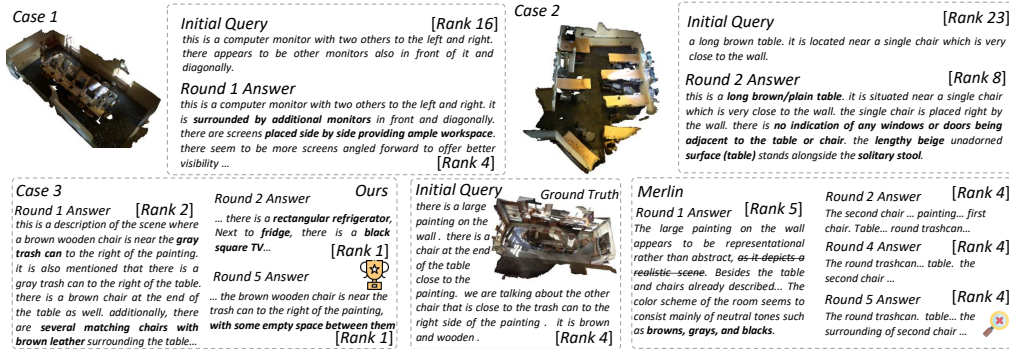 Case 1
Initial Query
[Rank 16]
this is a computer monitor with two others to the left and right.
there appears to be other monitors also in front of it and
diagonally.
Round 1 Answer
this is a computer monitor with two others to the left and right. it
is surrounded by additional monitors in front and diagonally.
there are screens placed side by side providing ample workspace.
there seem to be more screens angled forward to offer better
visibility ...
[Rank 4]
Case 2
Initial Query
[Rank 23]
a long brown table. it is located near a single chair which is very
close to the wall.
Round 2 Answer
[Rank 8]
this is a long brown/plain table. it is situated near a single chair
which is very close to the wall. the single chair is placed right by
the wall. there is no indication of any windows or doors being
adjacent to the table or chair. the lengthy beige unadorned
surface (table) stands alongside the solitary stool.
Case 3
Round 1 Answer
[Rank 2]
this is a description of the scene where
a brown wooden chair is near the gray
trash can to the right of the painting.
it is also mentioned that there is a
gray trash can to the right of the table.
there is a brown chair at the end of
the table as well. additionally, there
are several matching chairs with
brown leather surrounding the table...
Ours
Round 2 Answer
... there is a rectangular refrigerator,
Next to fridge, there is a black
square TV...
[Rank 1]
Round 5 Answer
... the brown wooden chair is near the
trash can to the right of the painting,
with some empty space between them
[Rank 1]
Initial Query
Ground Truth
there is a large
painting on the
wall . there is a
chair at the end
of the table
close to the
painting. we are talking about the other
chair that is close to the trash can to the
right side of the painting . it is brown
and wooden .
[Rank 4]
Merlin
Round 1 Answer
[Rank 5]
The large painting on the wall
appears to be representational
rather than abstract, as it depicts a
realistic scene. Besides the table
and chairs already described... The
color scheme of the room seems to
consist mainly of neutral tones such
as browns, grays, and blacks.
Round 2 Answer
[Rank 4]
The second chair ... painting... first
chair. Table... round trashcan...
Round 4 Answer
[Rank 4]
The round trashcan... table. the
second chair ...
Round 5 Answer
[Rank 4]
The round trashcan. table... the
surrounding of second chair ...